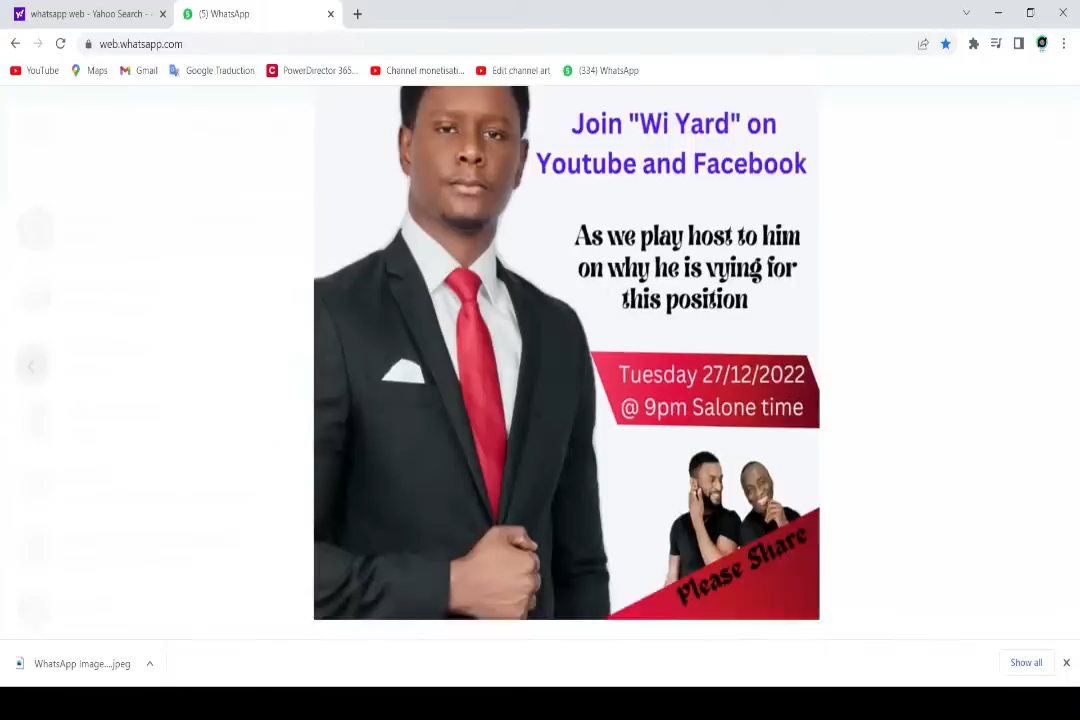 whatsapp web - Yahoo Search -
(5) WhatsApp
web.whatsapp.com
YouTube
Maps
Gmail
Google Traduction
PowerDirector 365...
Channel monetisati...
Edit channel art
(334) WhatsApp
Join "Wi Yard" on
Youtube and Facebook
As we play host to him
on why he is vying for
this position
Tuesday 27/12/2022
@ 9pm Salone time
Please Share
WhatsApp Image....jpeg
Show all